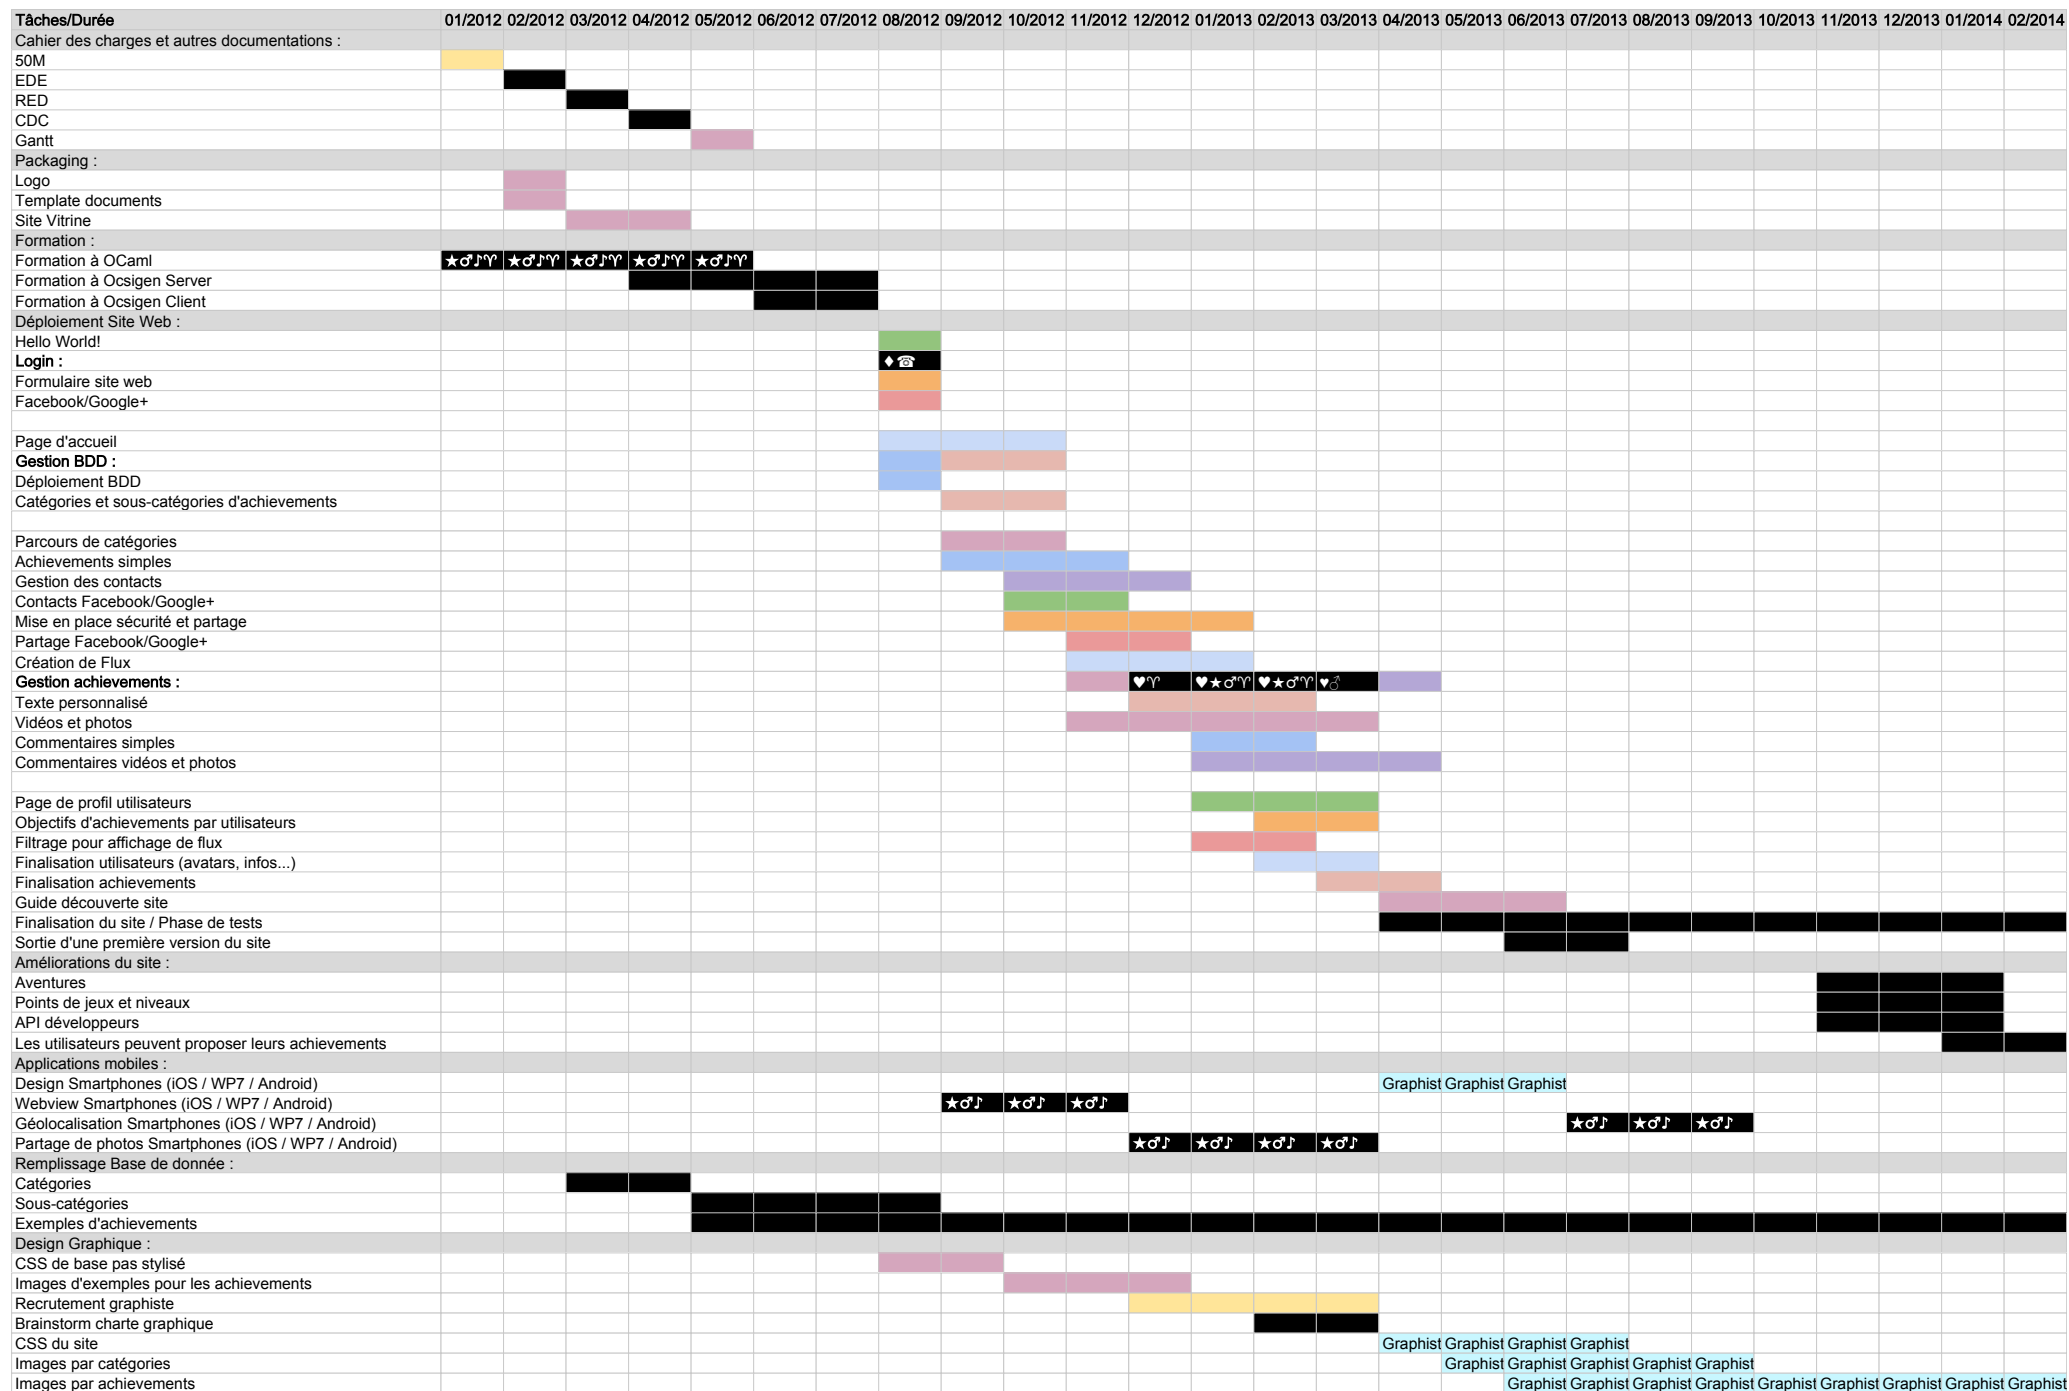 Tâches/Durée 01/2012 02/2012 03/2012 04/2012 05/2012 06/2012 07/2012 08/2012 09/2012 10/2012 11/2012 12/2012 01/2013 02/2013 03/2013 04/2013 05/2013 06/2013 07/2013 08/2013 09/2013 10/2013 11/2013 12/2013 01/2014 02/2014
Cahier des charges et autres documentations :
50M
EDE
RED
CDC
Gantt
Packaging :
Logo
Template documents
Site Vitrine
Formation :
Formation à OCaml ★♂♪♈ ★♂♪♈ ★♂♪♈ ★♂♪♈ ★♂♪♈
Formation à Ocsigen Server
Formation à Ocsigen Client
Déploiement Site Web :
Hello World!
Login : ♦☎
Formulaire site web
Facebook/Google+
Page d'accueil
Gestion BDD :
Déploiement BDD
Catégories et sous-catégories d'achievements
Parcours de catégories
Achievements simples
Gestion des contacts
Contacts Facebook/Google+
Mise en place sécurité et partage
Partage Facebook/Google+
Création de Flux
Gestion achievements : ♥♈ ♥★♂♈ ♥★♂♈ ♥♂
Texte personnalisé
Vidéos et photos
Commentaires simples
Commentaires vidéos et photos
Page de profil utilisateurs
Objectifs d'achievements par utilisateurs
Filtrage pour affichage de flux
Finalisation utilisateurs (avatars, infos...)
Finalisation achievements
Guide découverte site
Finalisation du site / Phase de tests
Sortie d'une première version du site
Améliorations du site :
Aventures
Points de jeux et niveaux
API développeurs
Les utilisateurs peuvent proposer leurs achievements
Applications mobiles :
Design Smartphones (iOS / WP7 / Android) Graphist Graphist Graphist
Webview Smartphones (iOS / WP7 / Android) ★♂♪ ★♂♪ ★♂♪
Géolocalisation Smartphones (iOS / WP7 / Android) ★♂♪ ★♂♪ ★♂♪
Partage de photos Smartphones (iOS / WP7 / Android) ★♂♪ ★♂♪ ★♂♪ ★♂♪
Remplissage Base de donnée :
Catégories
Sous-catégories
Exemples d'achievements
Design Graphique :
CSS de base pas stylisé
Images d'exemples pour les achievements
Recrutement graphiste
Brainstorm charte graphique
CSS du site Graphist Graphist Graphist Graphist
Images par catégories Graphist Graphist Graphist Graphist Graphist
Images par achievements Graphist Graphist Graphist Graphist Graphist Graphist Graphist Graphist Graphist